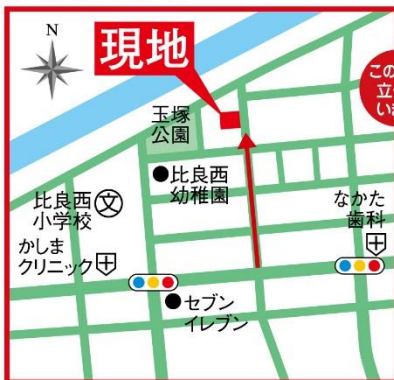 N
現地
この
立
い
玉塚
公園
比良西
幼稚園
比良西
小学校
文
かしま
クリニック
なかた
歯科
セブン
イレブン